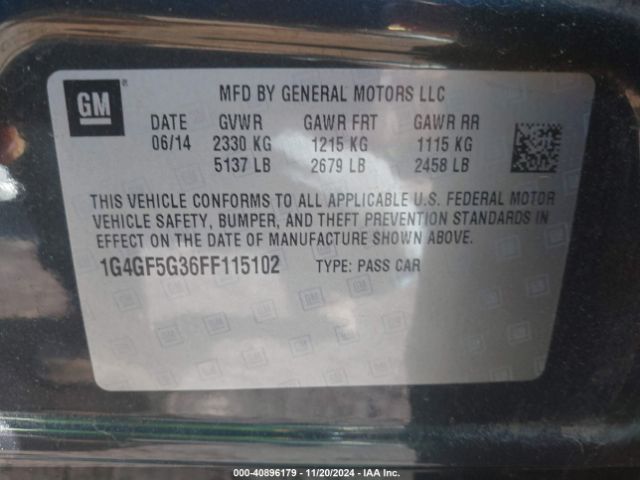 GM
®
MFD BY GENERAL MOTORS LLC
DATE GVWR GAWR FRT GAWR RR
06/14 2330 KG 1215 KG 1115 KG
5137 LB 2679 LB 2458 LB
THIS VEHICLE CONFORMS TO ALL APPLICABLE U.S. FEDERAL MOTOR
VEHICLE SAFETY, BUMPER, AND THEFT PREVENTION STANDARDS IN
EFFECT ON THE DATE OF MANUFACTURE SHOWN ABOVE.
1G4GF5G36FF115102 TYPE: PASS CAR
000-40896179 - 11/20/2024 - IAA Inc.